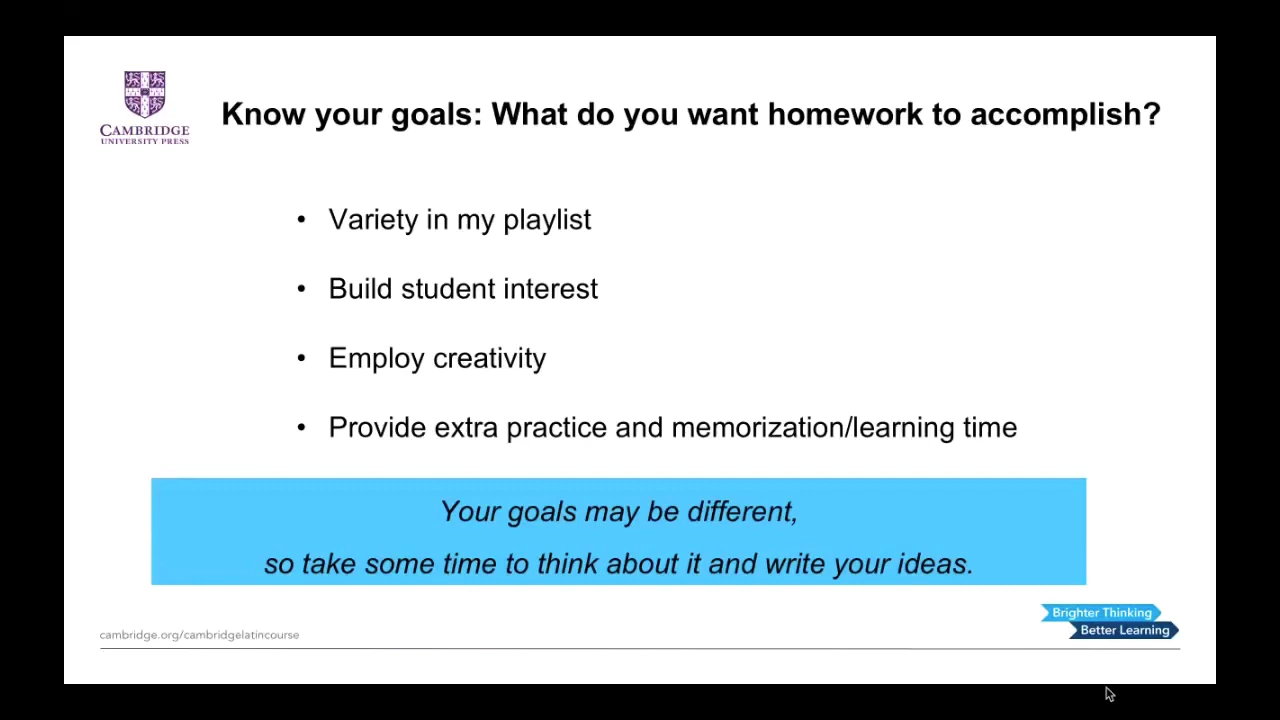 CAMBRIDGE
UNIVERSITY PRESS
Know your goals: What do you want homework to accomplish?
• Variety in my playlist
• Build student interest
• Employ creativity
• Provide extra practice and memorization/learning time
Your goals may be different,
so take some time to think about it and write your ideas.
cambridge.org/cambridgelatincourse
Brighter Thinking
Better Learning